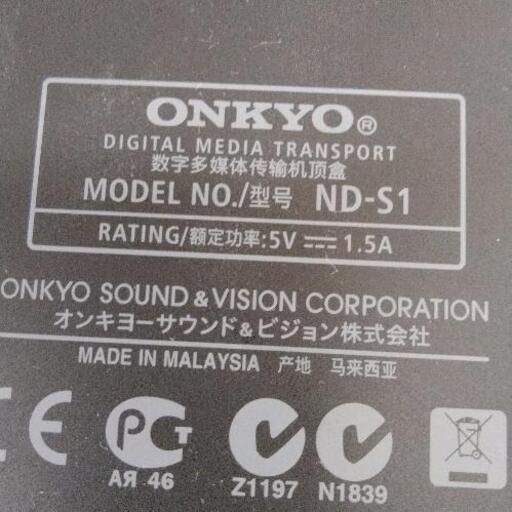 ONKYO®
DIGITAL MEDIA TRANSPORT
数字多媒体传输机顶盒
MODEL NO./型号 ND-S1
RATING/额定功率:5V ⎓ 1.5A
ONKYO SOUND & VISION CORPORATION
オンキヨーサウンド&ビジョン株式会社
MADE IN MALAYSIA 产地 马来西亚
CE PCT
АЯ 46 Z1197 N1839